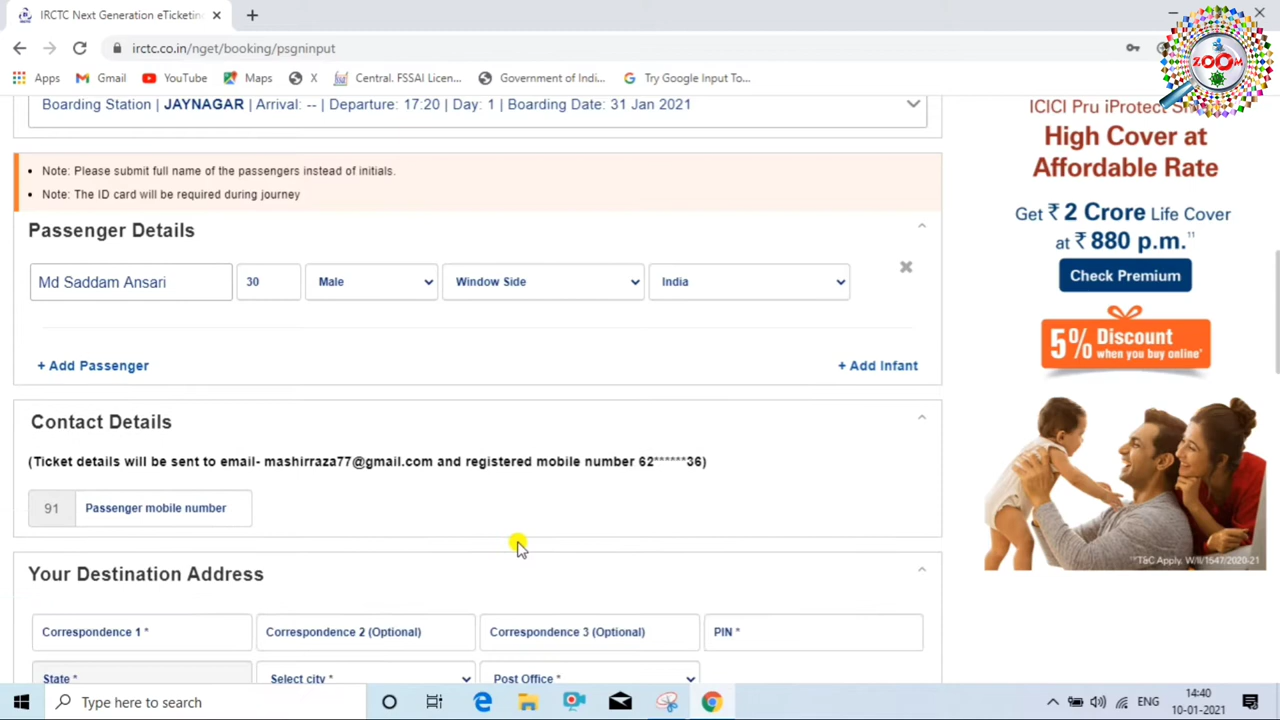 IRCTC Next Generation eTicketing
irctc.co.in/nget/booking/psgninput
Apps
Gmail
YouTube
Maps
X
Central. FSSAI Licen...
Government of Indi...
Try Google Input To...
ZOOM
Boarding Station | JAYNAGAR | Arrival: -- | Departure: 17:20 | Day: 1 | Boarding Date: 31 Jan 2021
Note: Please submit full name of the passengers instead of initials.
Note: The ID card will be required during journey
Passenger Details
Md Saddam Ansari
30
Male
Window Side
India
+ Add Passenger
+ Add Infant
Contact Details
(Ticket details will be sent to email- mashirraza77@gmail.com and registered mobile number 62******36)
91
Passenger mobile number
Your Destination Address
Correspondence 1 *
Correspondence 2 (Optional)
Correspondence 3 (Optional)
PIN *
State *
Select city *
Post Office *
ICICI Pru iProtect
High Cover at
Affordable Rate
Get ₹ 2 Crore Life Cover
at ₹ 880 p.m.11
Check Premium
5% Discount
when you buy online*
T&C Apply. W/II/1547/2020-21
Type here to search
ENG
14:40
10-01-2021